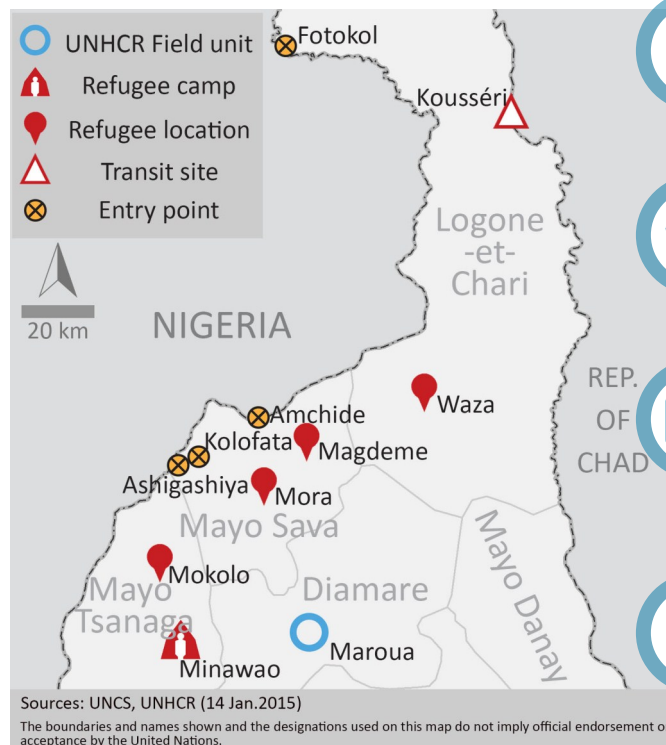 UNHCR Field unit
Refugee camp
Refugee location
Transit site
Entry point
20 km
Fotokol
Kousséri
Logone
-et-
Chari
NIGERIA
REP.
OF
CHAD
Waza
Amchide
Kolofata
Magdeme
Ashigashiya
Mora
Mayo Sava
Mokolo
Mayo
Tsanaga
Diamare
Mayo Danay
Minawao
Maroua
Sources: UNCS, UNHCR (14 Jan.2015)
The boundaries and names shown and the designations used on this map do not imply official endorsement o
acceptance by the United Nations.